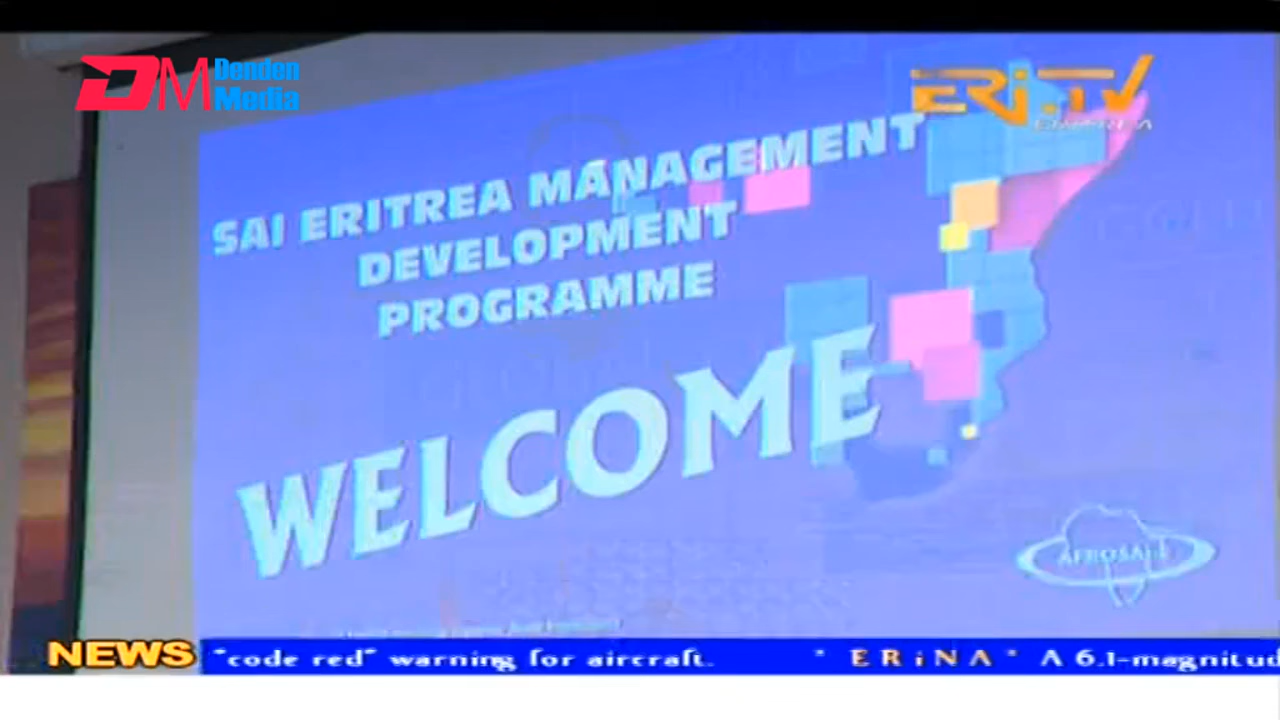 DM Denden
Media
ERi.TV
SAI ERITREA MANAGEMENT
DEVELOPMENT
PROGRAMME
WELCOME
AFROSAI-E
NEWS "code red" warning for aircraft. * ERiNA * A 6.1-magnitud